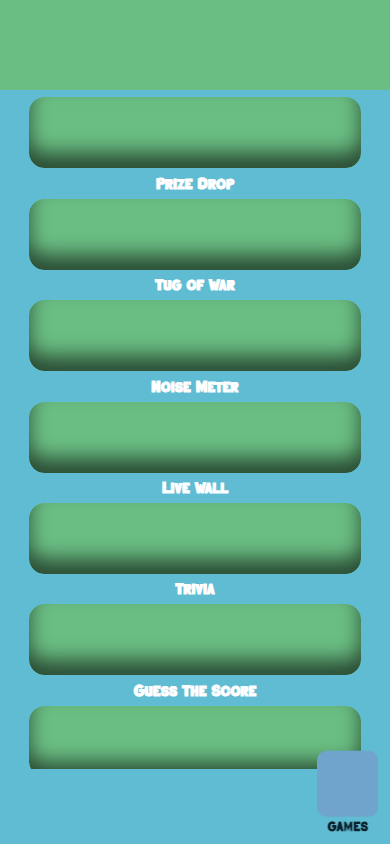 Prize Drop
Tug of War
Noise Meter
Live Wall
Trivia
Guess the Score
GAMES